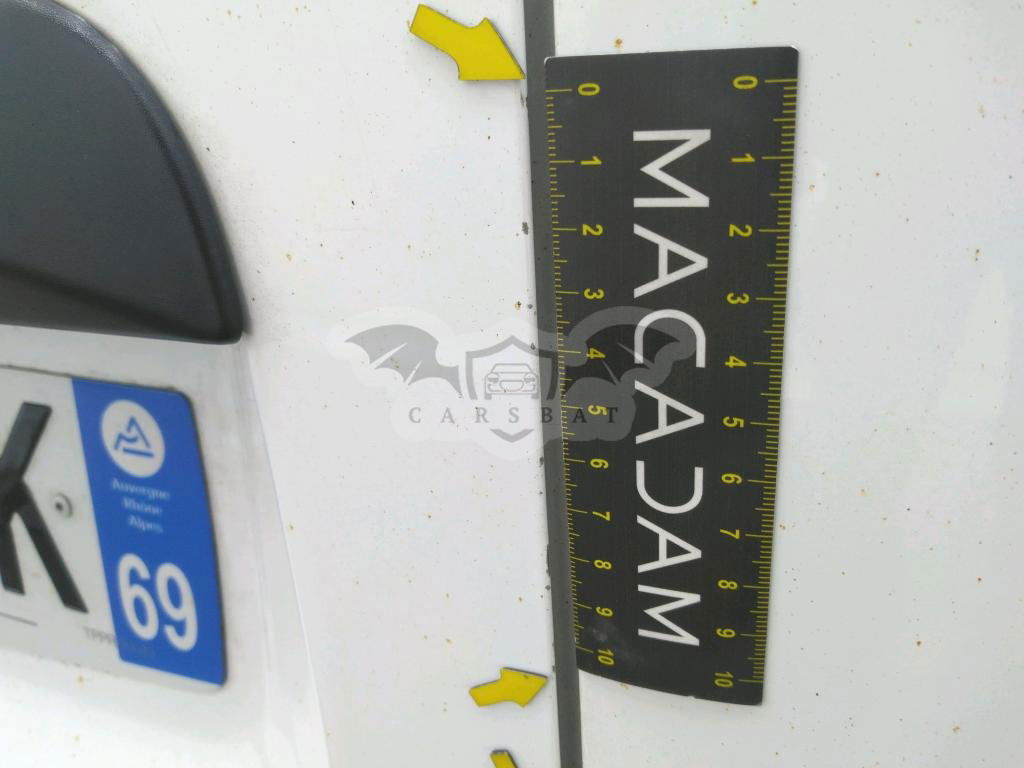 0 1 2 3 4 5 6 7 8 9 10
MACADAM
0 1 2 3 4 5 6 7 8 9 10
CARSBAT
K
Auvergne
Rhône
Alpes
69